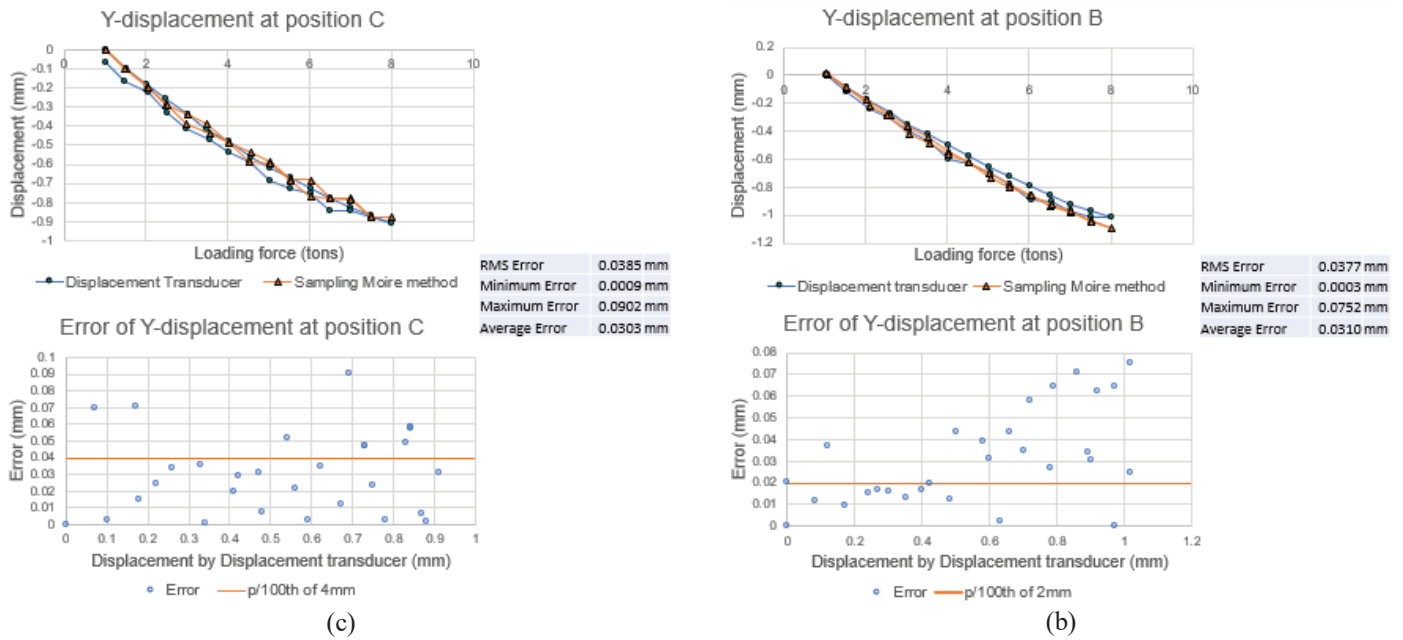 Y-displacement at position C
0
-0.1
-0.2
-0.3
-0.4
-0.5
-0.6
-0.7
-0.8
-0.9
-1
0 2 4 6 8 10
Displacement (mm)
Loading force (tons)
Displacement Transducer Sampling Moire method
RMS Error 0.0385 mm
Minimum Error 0.0009 mm
Maximum Error 0.0902 mm
Average Error 0.0303 mm
Error of Y-displacement at position C
0.1
0.09
0.08
0.07
0.06
0.05
0.04
0.03
0.02
0.01
0
0 0.1 0.2 0.3 0.4 0.5 0.6 0.7 0.8 0.9 1
Error (mm)
Displacement by Displacement transducer (mm)
Error p/100th of 4mm
(c)
Y-displacement at position B
0.2
0
-0.2
-0.4
-0.6
-0.8
-1
-1.2
0 2 4 6 8 10
Displacement (mm)
Loading force (tons)
Displacement transducer Sampling Moire method
RMS Error 0.0377 mm
Minimum Error 0.0003 mm
Maximum Error 0.0752 mm
Average Error 0.0310 mm
Error of Y-displacement at position B
0.08
0.07
0.06
0.05
0.04
0.03
0.02
0.01
0
0 0.2 0.4 0.6 0.8 1 1.2
Error (mm)
Displacement by Displacement transducer (mm)
Error p/100th of 2mm
(b)